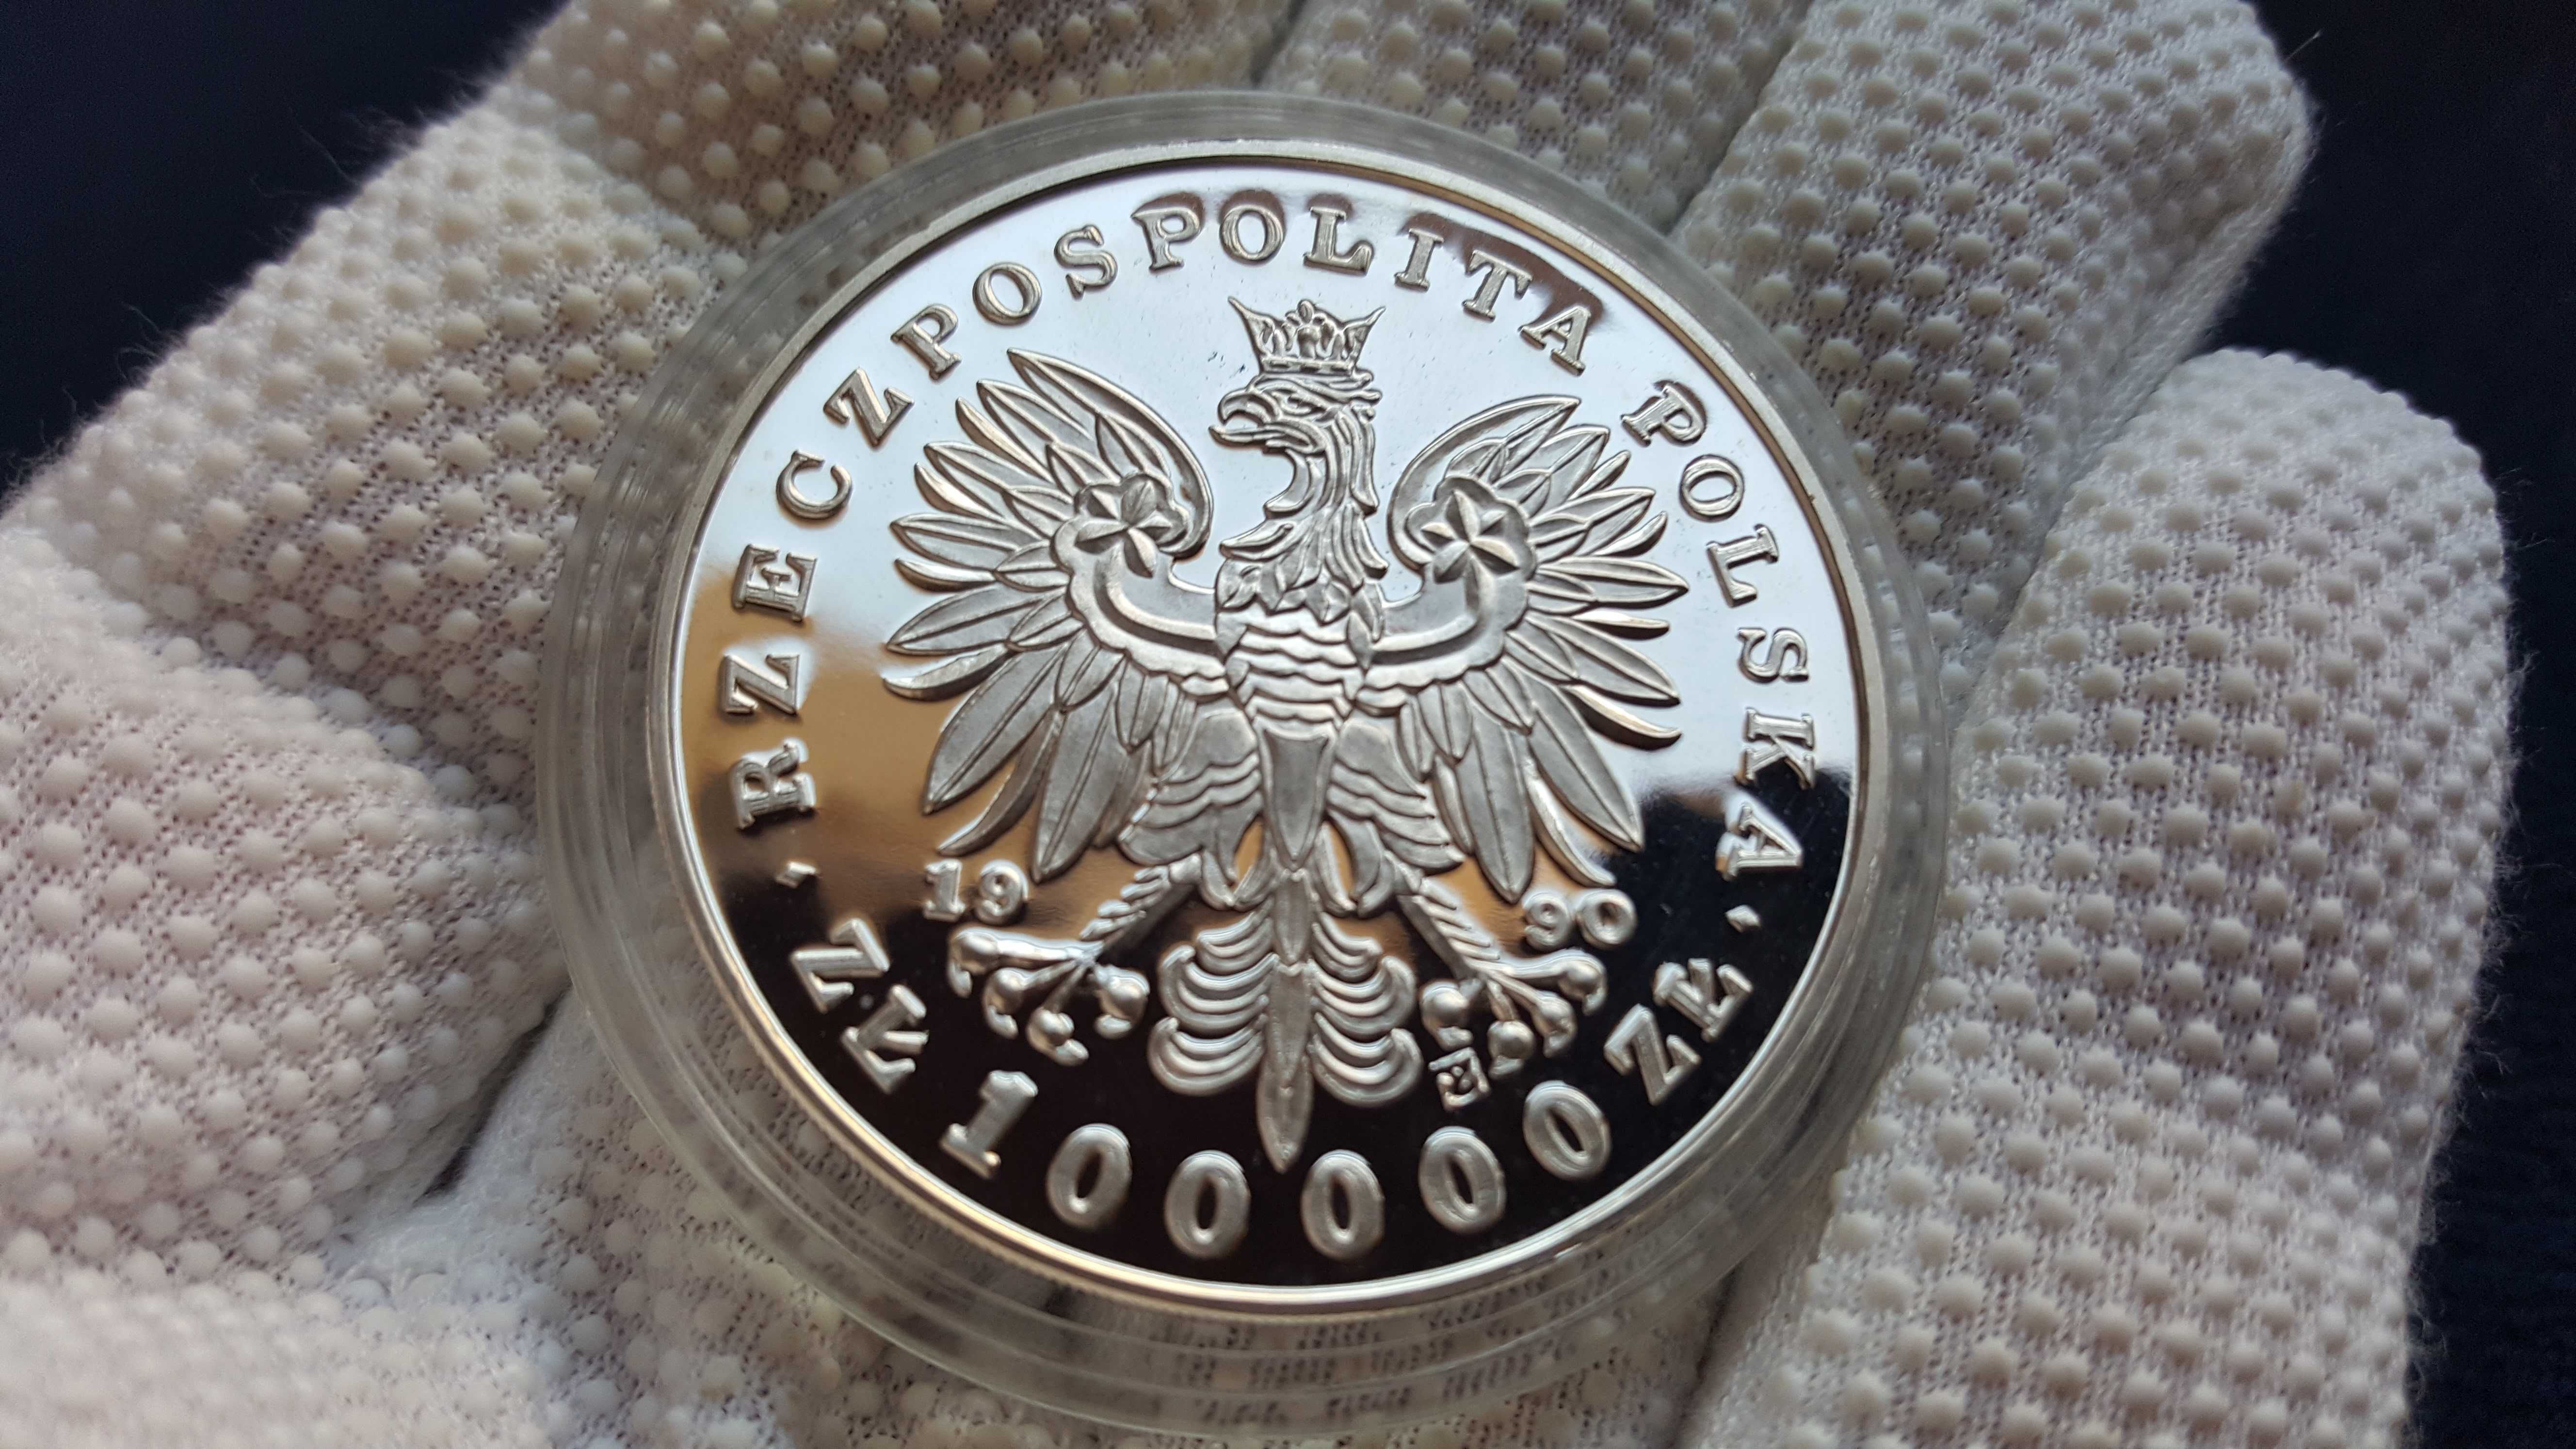 · RZECZPOSPOLITA POLSKA ·
19 90
ZŁ 100000 ZŁ